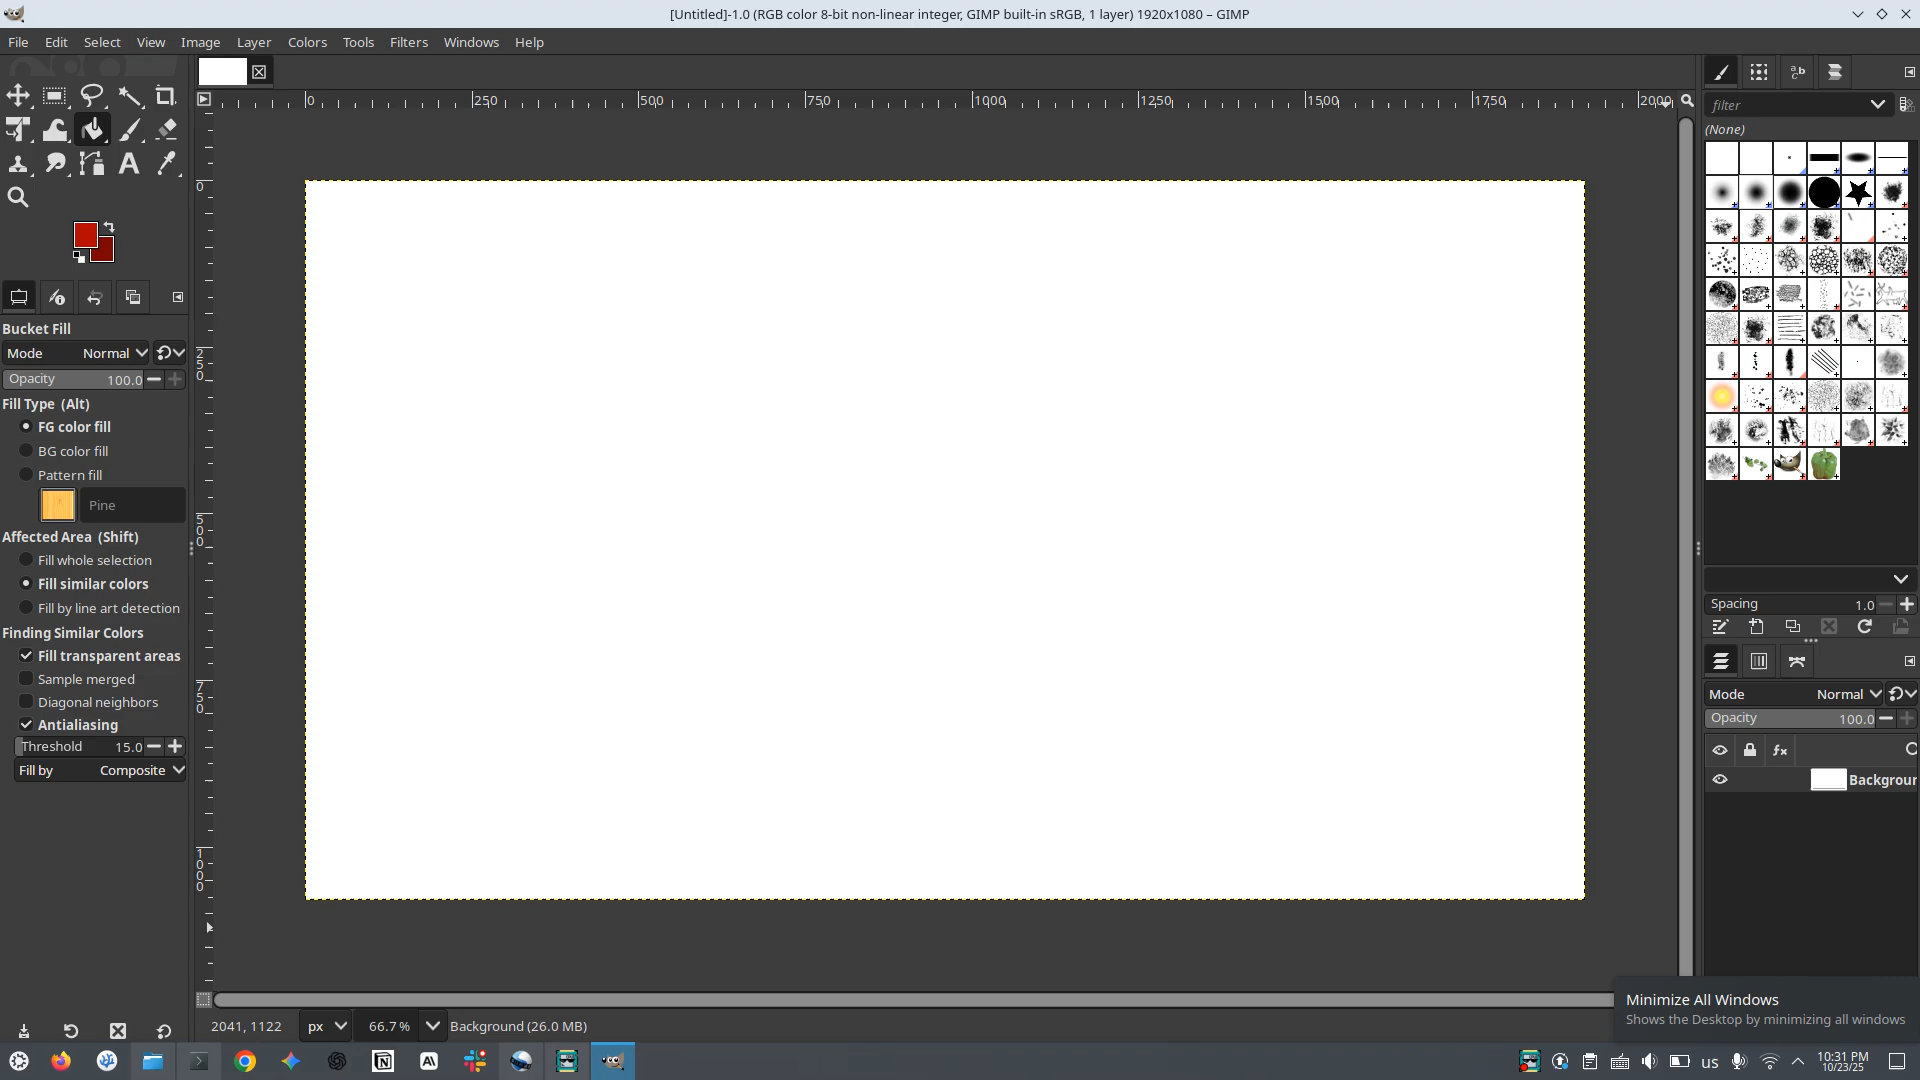 [Untitled]-1.0 (RGB color 8-bit non-linear integer, GIMP built-in sRGB, 1 layer) 1920x1080 – GIMP
File Edit Select View Image Layer Colors Tools Filters Windows Help
0 250 500 750 1000 1250 1500 1750 2000
filter
(None)
0
250
500
750
1000
Bucket Fill
Mode Normal
Opacity 100.0
Fill Type (Alt)
FG color fill
BG color fill
Pattern fill
Pine
Affected Area (Shift)
Fill whole selection
Fill similar colors
Fill by line art detection
Finding Similar Colors
Fill transparent areas
Sample merged
Diagonal neighbors
Antialiasing
Threshold 15.0
Fill by Composite
Spacing 1.0
Mode Normal
Opacity 100.0
fx
Backgrour
Minimize All Windows
Shows the Desktop by minimizing all windows
2041, 1122 px 66.7 % Background (26.0 MB)
us
10:31 PM
10/23/25